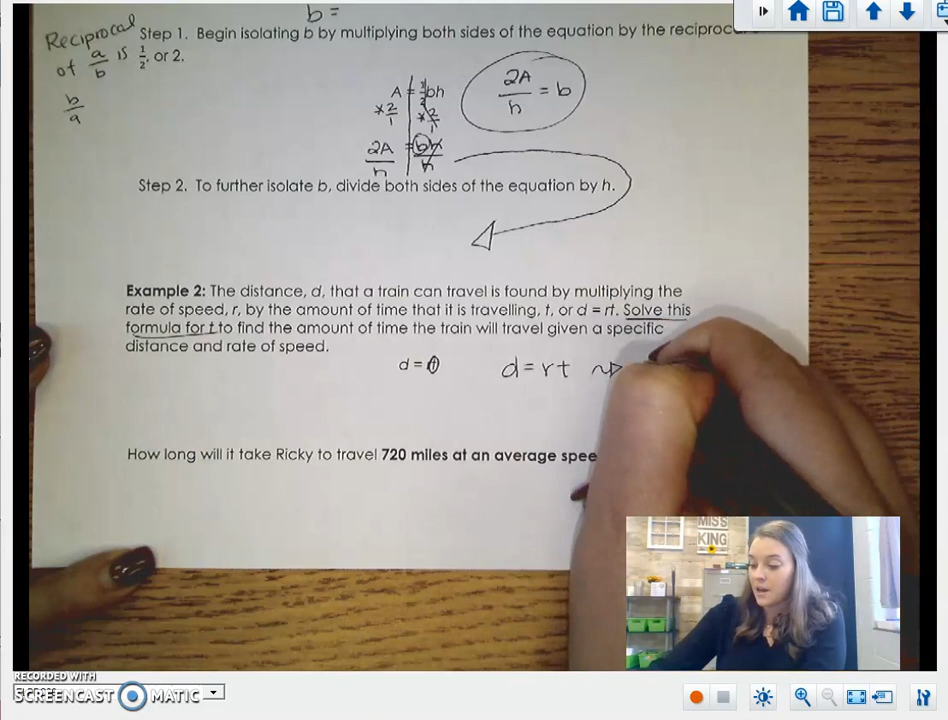 b =
Reciprocal
of a/b is
b/a
Step 1. Begin isolating b by multiplying both sides of the equation by the
1/2, or 2.
A = 1/2 bh
*2/1 *2/1
2A/h = bh/h
2A/h = b
Step 2. To further isolate b, divide both sides of the equation by h.
Example 2: The distance, d, that a train can travel is found by multiplying the
rate of speed, r, by the amount of time that it is travelling, t, or d = rt. Solve this
formula for t to find the amount of time the train will travel given a specific
distance and rate of speed.
d = d = rt
How long will it take Ricky to travel 720 miles at an average
MISS
KING
RECORDED WITH
SCREENCAST MATIC